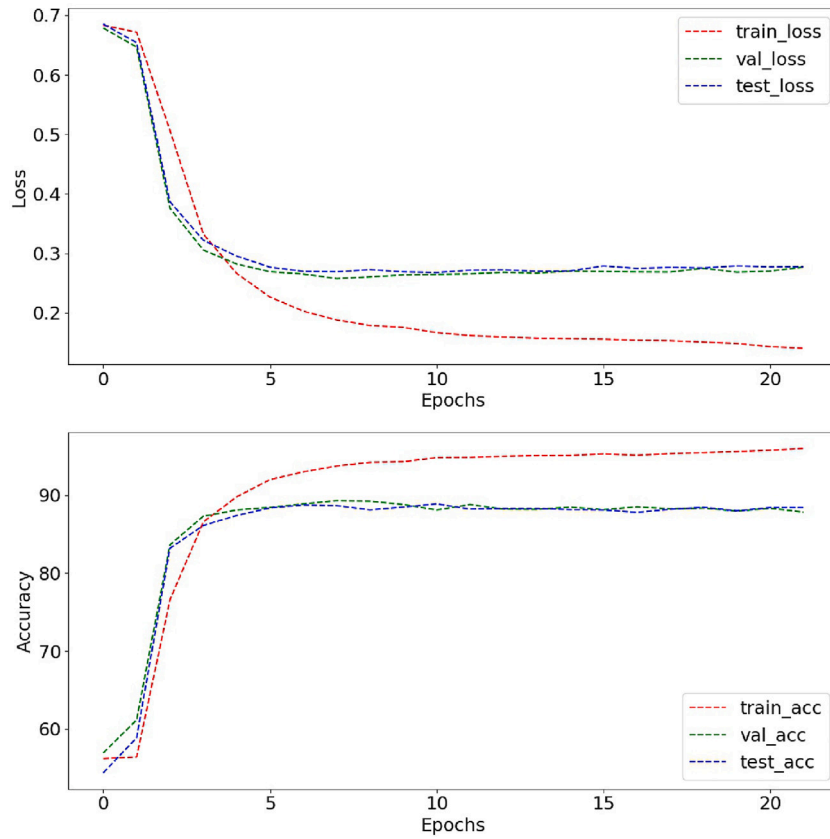 0.7
0.6
0.5
0.4
0.3
0.2
Loss
train_loss
val_loss
test_loss
0 5 10 15 20
Epochs
90
80
70
60
Accuracy
train_acc
val_acc
test_acc
0 5 10 15 20
Epochs